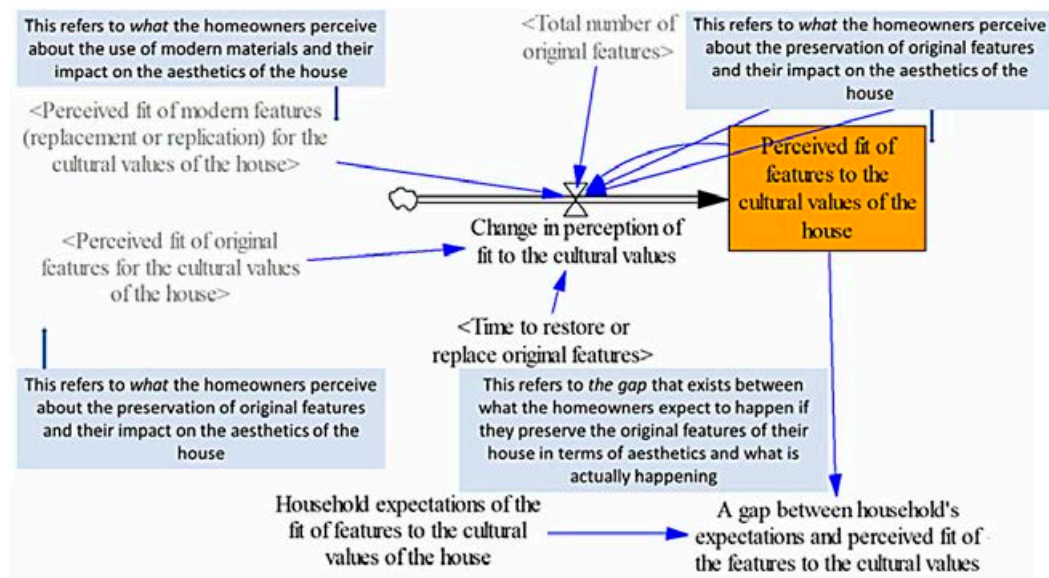 This refers to what the homeowners perceive
about the use of modern materials and their
impact on the aesthetics of the house
<Total number of
original features>
This refers to what the homeowners perceive
about the preservation of original features
and their impact on the aesthetics of the
house
<Perceived fit of modern features
(replacement or replication) for the
cultural values of the house>
Perceived fit of
features to the
cultural values of the
house
Change in perception of
fit to the cultural values
<Perceived fit of original
features for the cultural values
of the house>
<Time to restore or
replace original features>
This refers to what the homeowners perceive
about the preservation of original features
and their impact on the aesthetics of the
house
This refers to the gap that exists between
what the homeowners expect to happen if
they preserve the original features of their
house in terms of aesthetics and what is
actually happening
Household expectations of the
fit of features to the cultural
values of the house
A gap between household's
expectations and perceived fit of
the features to the cultural values